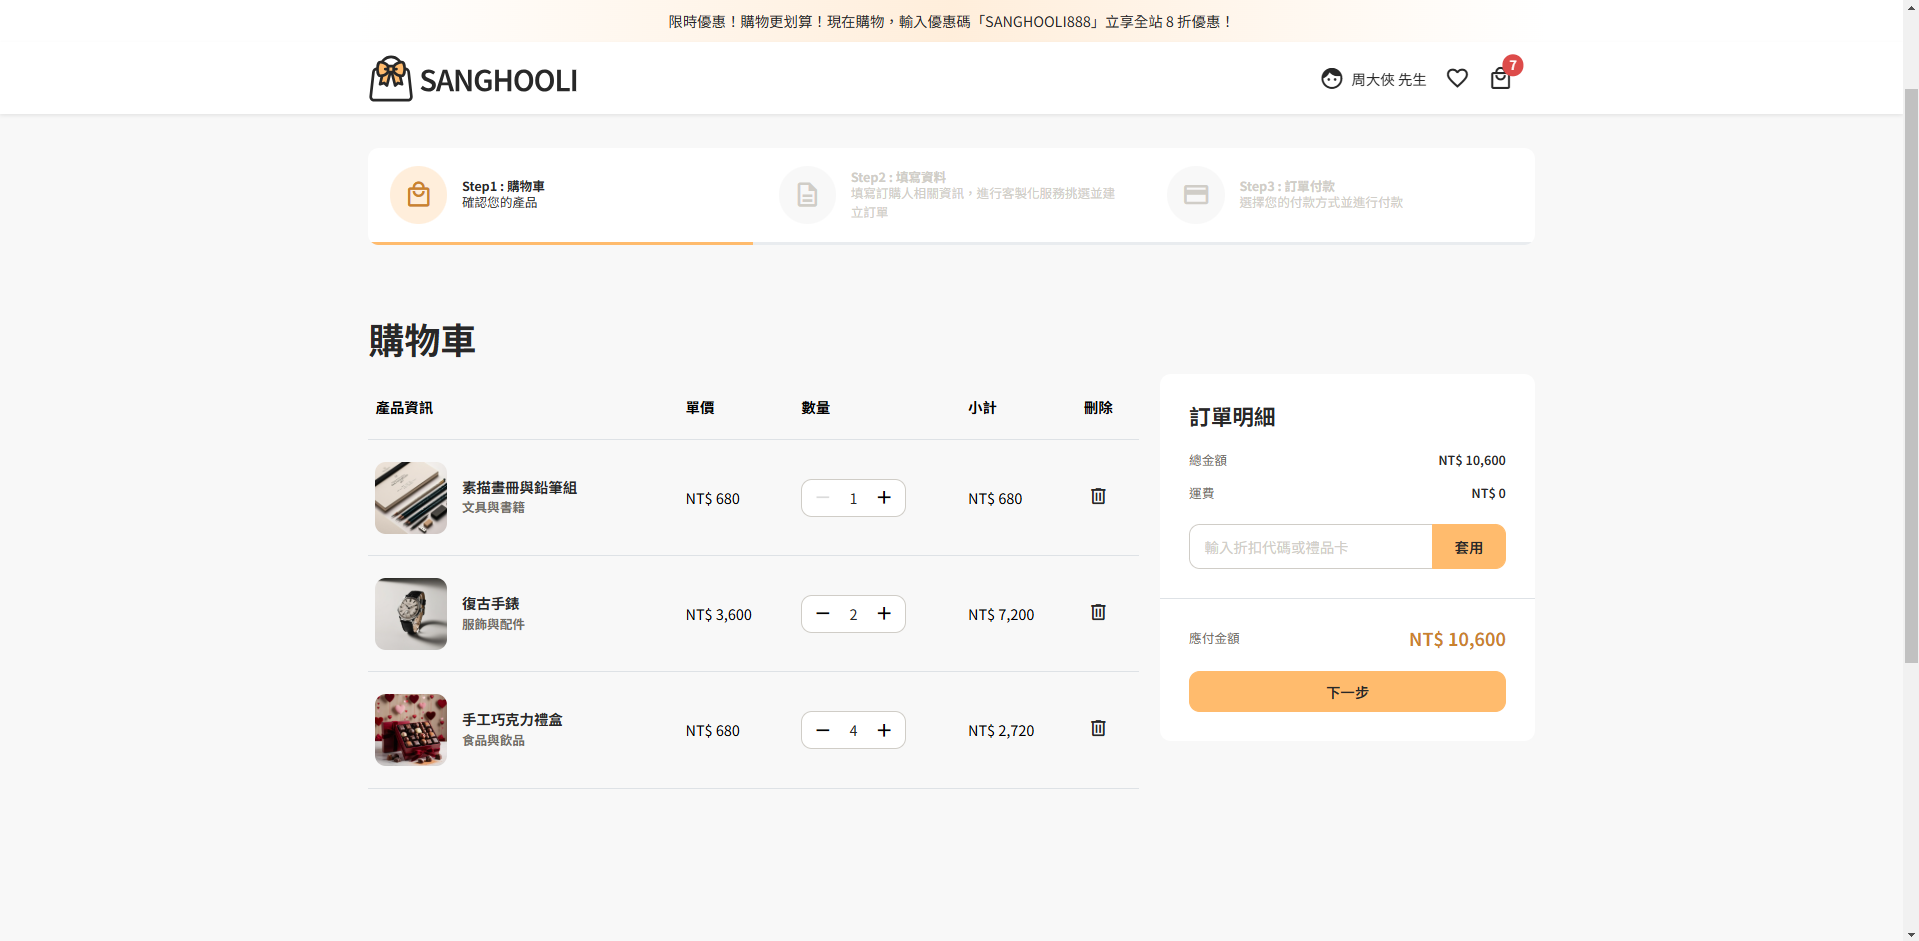 限時優惠！購物更划算！現在購物，輸入優惠碼「SANGHOOLI888」立享全站 8 折優惠！
SANGHOOLI
周大俠 先生
7
Step1 : 購物車
確認您的產品
Step2 : 填寫資料
填寫訂購人相關資訊，進行客製化服務挑選並建
立訂單
Step3 : 訂單付款
選擇您的付款方式並進行付款
購物車
產品資訊 單價 數量 小計 刪除
素描畫冊與鉛筆組
文具與書籍
NT$ 680 1 NT$ 680
復古手錶
服飾與配件
NT$ 3,600 2 NT$ 7,200
手工巧克力禮盒
食品與飲品
NT$ 680 4 NT$ 2,720
訂單明細
總金額 NT$ 10,600
運費 NT$ 0
輸入折扣代碼或禮品卡 套用
應付金額 NT$ 10,600
下一步